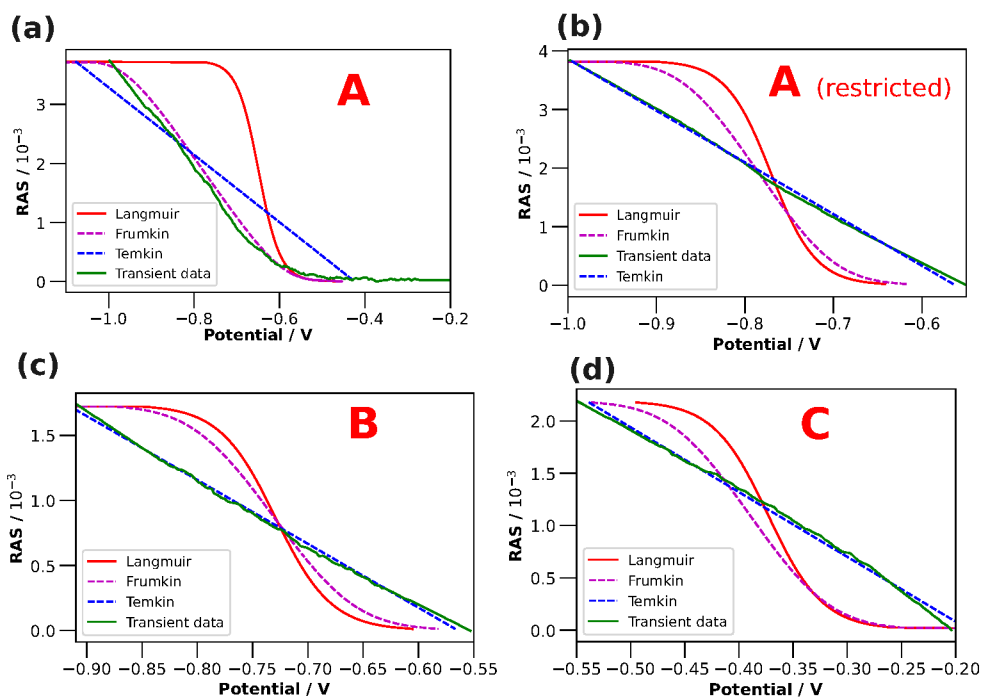 (a)
A
RAS / 10⁻³
3
2
1
0
Langmuir
Frumkin
Temkin
Transient data
−1.0 −0.8 −0.6 −0.4 −0.2
Potential / V
(b)
A (restricted)
RAS / 10⁻³
4
3
2
1
0
Langmuir
Frumkin
Transient data
Temkin
−1.0 −0.9 −0.8 −0.7 −0.6
Potential / V
(c)
B
RAS / 10⁻³
1.5
1.0
0.5
0.0
Langmuir
Frumkin
Temkin
Transient data
−0.90 −0.85 −0.80 −0.75 −0.70 −0.65 −0.60 −0.55
Potential / V
(d)
C
RAS / 10⁻³
2.0
1.5
1.0
0.5
0.0
Langmuir
Frumkin
Temkin
Transient data
−0.55 −0.50 −0.45 −0.40 −0.35 −0.30 −0.25 −0.20
Potential / V